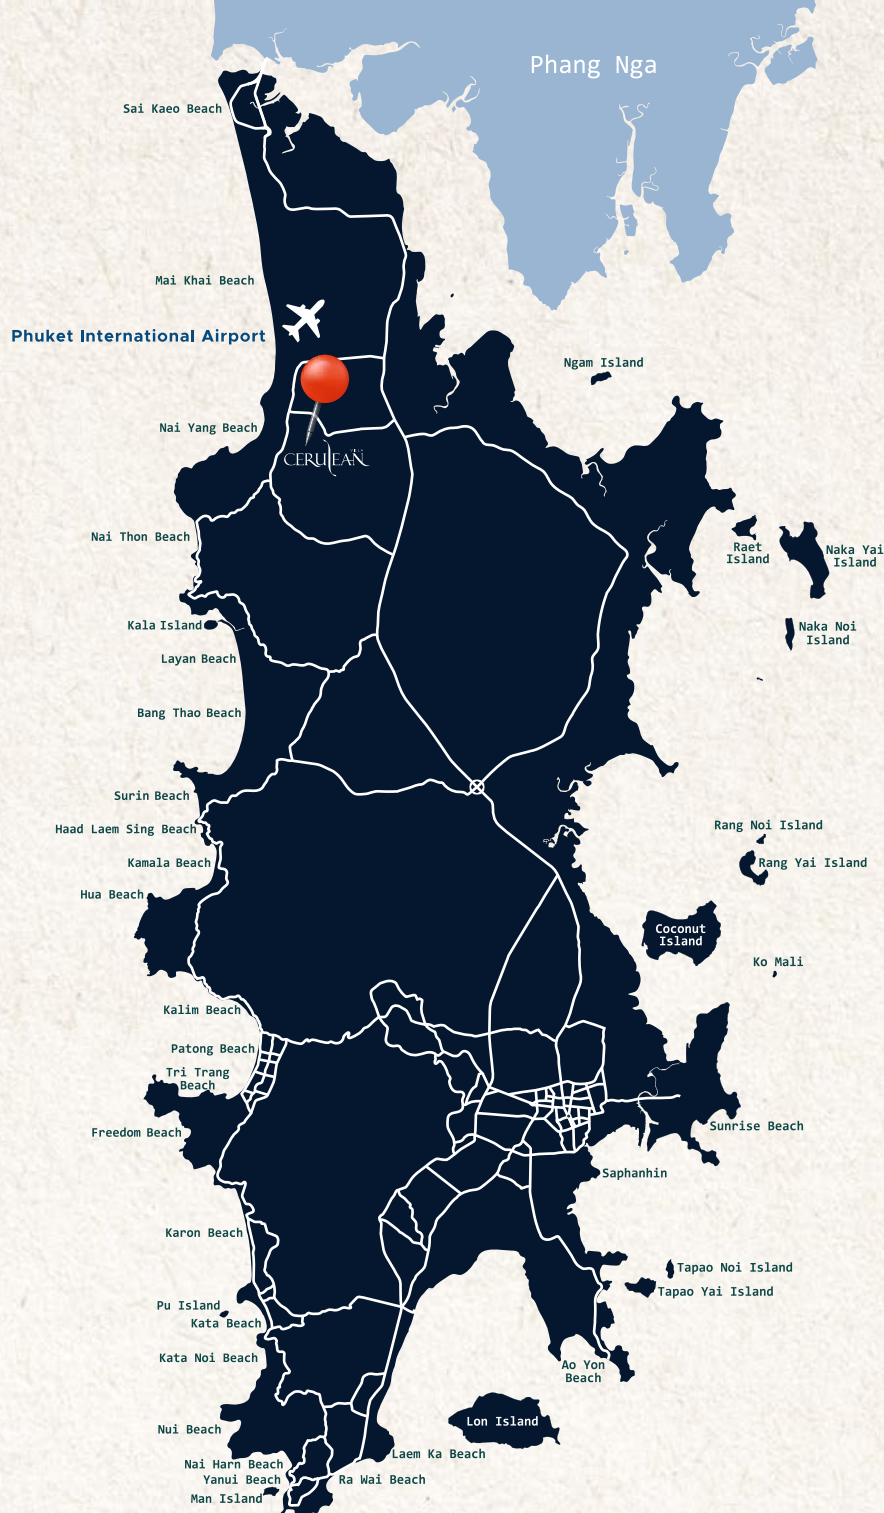 Phang Nga
Sai Kaeo Beach
Mai Khai Beach
Phuket International Airport
Ngam Island
Nai Yang Beach
CERULEAN
Nai Thon Beach
Raet
Island
Naka Yai
Island
Kala Island
Naka Noi
Island
Layan Beach
Bang Thao Beach
Surin Beach
Haad Laem Sing Beach
Rang Noi Island
Kamala Beach
Rang Yai Island
Hua Beach
Coconut
Island
Ko Mali
Kalim Beach
Patong Beach
Tri Trang
Beach
Freedom Beach
Sunrise Beach
Saphanhin
Karon Beach
Tapao Noi Island
Tapao Yai Island
Pu Island
Kata Beach
Kata Noi Beach
Ao Yon
Beach
Nui Beach
Lon Island
Laem Ka Beach
Nai Harn Beach
Yanui Beach
Ra Wai Beach
Man Island